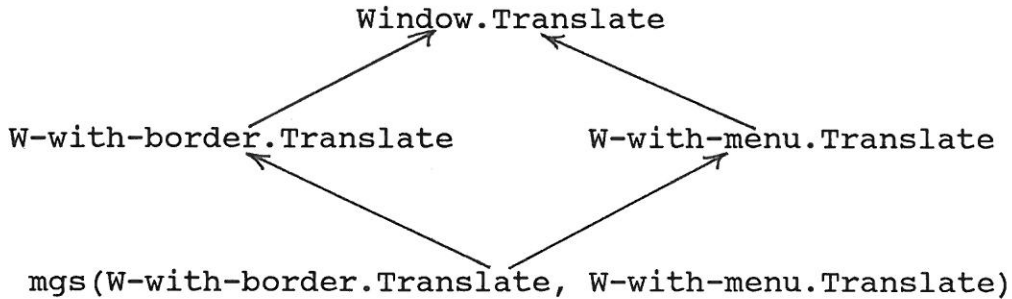 Window.Translate
W-with-border.Translate W-with-menu.Translate
mgs(W-with-border.Translate, W-with-menu.Translate)